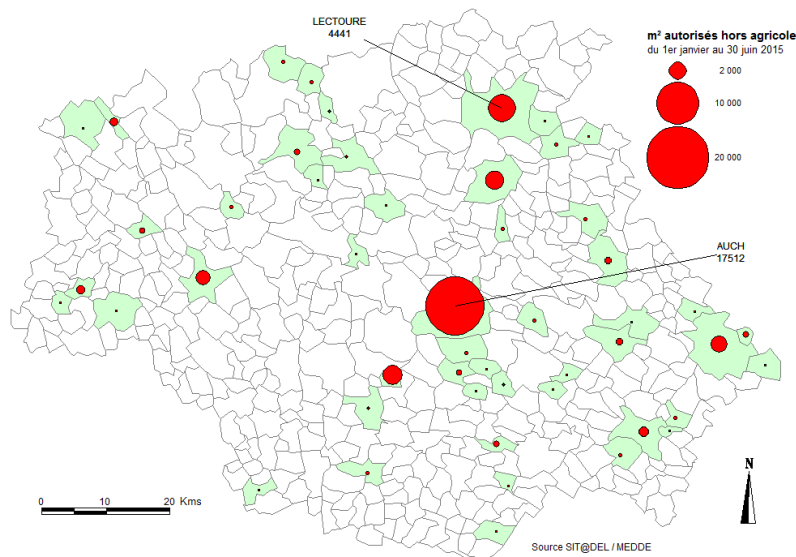 LECTOURE
4441
m² autorisés hors agricole
du 1er janvier au 30 juin 2015
2 000
10 000
20 000
AUCH
17512
N
0 10 20 Kms
Source SIT@DEL / MEDDE